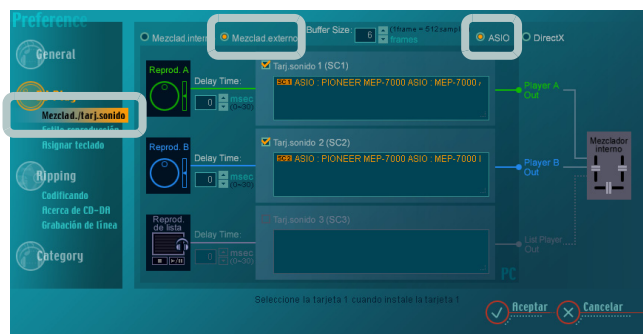 Preference
Mezclad.intern
Mezclad.externo
Buffer Size:
6
(1frame = 512sampl
frames
ASIO
DirectX
General
DJ Play
Mezclad./tarj.sonido
Estilo reproducción
Asignar teclado
Ripping
Codificando
Acerca de CD-DA
Grabación de línea
Category
Reprod. A
Delay Time:
0
msec
(0~30)
Tarj.sonido 1 (SC1)
SC1 ASIO : PIONEER MEP-7000 ASIO : MEP-7000
Player A
Out
Reprod. B
Delay Time:
0
msec
(0~30)
Tarj.sonido 2 (SC2)
SC2 ASIO : PIONEER MEP-7000 ASIO : MEP-7000 I
Player B
Out
Mezclador
interno
Reprod.
de lista
Delay Time:
0
msec
(0~30)
Tarj.sonido 3 (SC3)
List Player
Out
PC
Seleccione la tarjeta 1 cuando instale la tarjeta 1
Aceptar
Cancelar